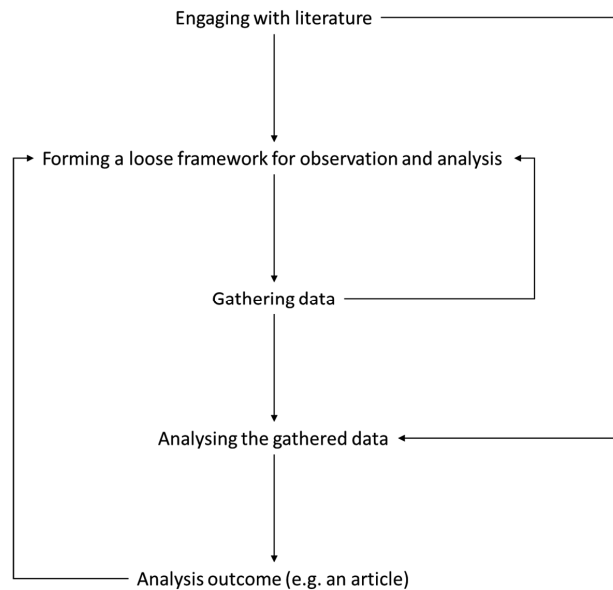 Engaging with literature
Forming a loose framework for observation and analysis
Gathering data
Analysing the gathered data
Analysis outcome (e.g. an article)